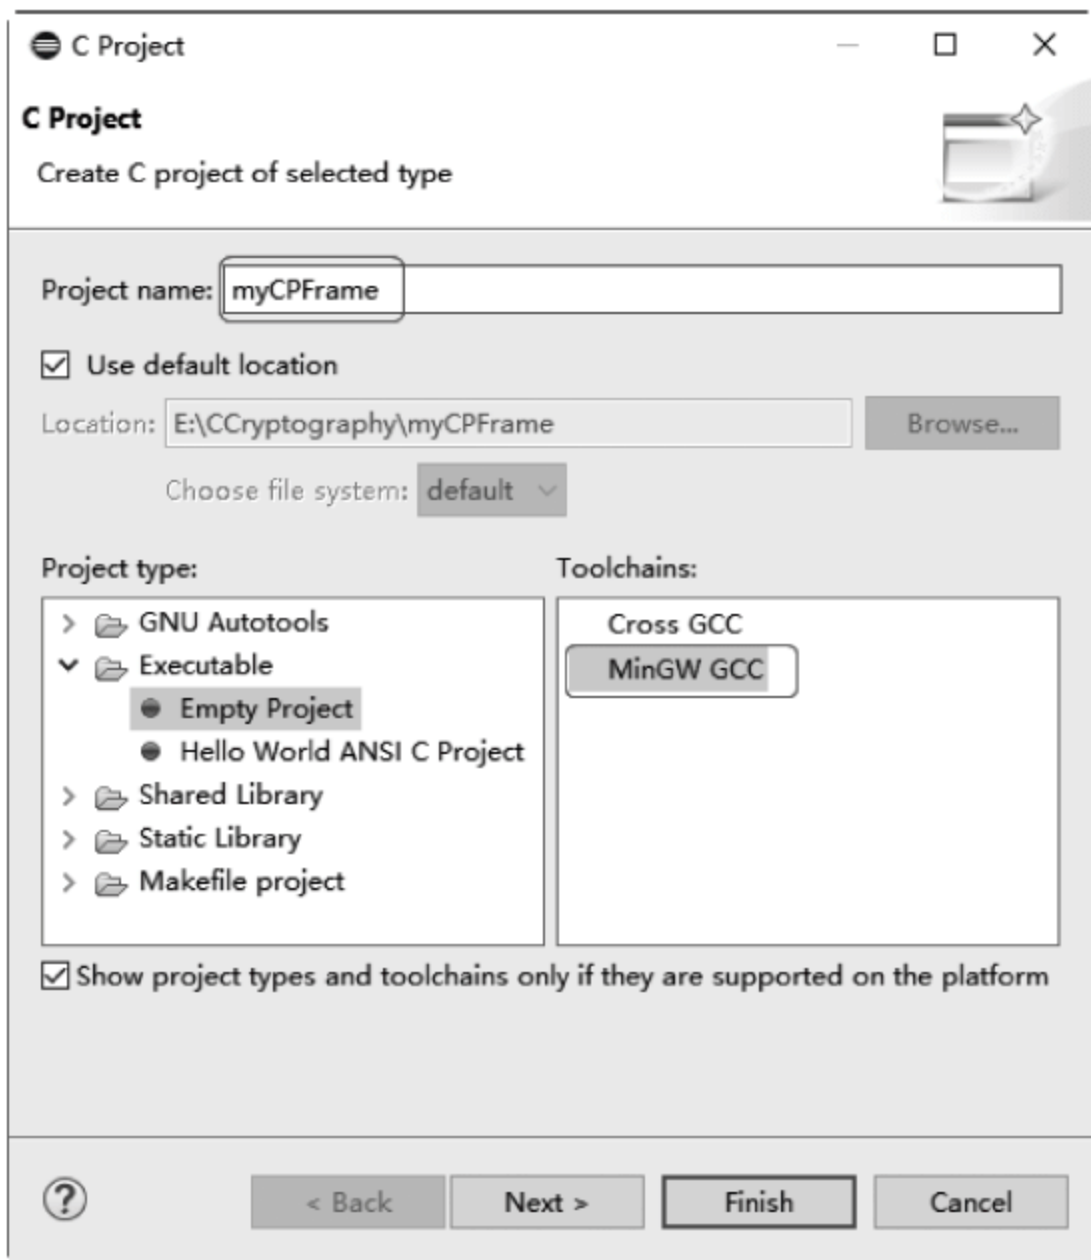 C Project
C Project
Create C project of selected type
Project name: myCPFrame
Use default location
Location: E:\CCryptography\myCPFrame Browse...
Choose file system: default
Project type: Toolchains:
GNU Autotools Cross GCC
Executable MinGW GCC
Empty Project
Hello World ANSI C Project
Shared Library
Static Library
Makefile project
Show project types and toolchains only if they are supported on the platform
? < Back Next > Finish Cancel